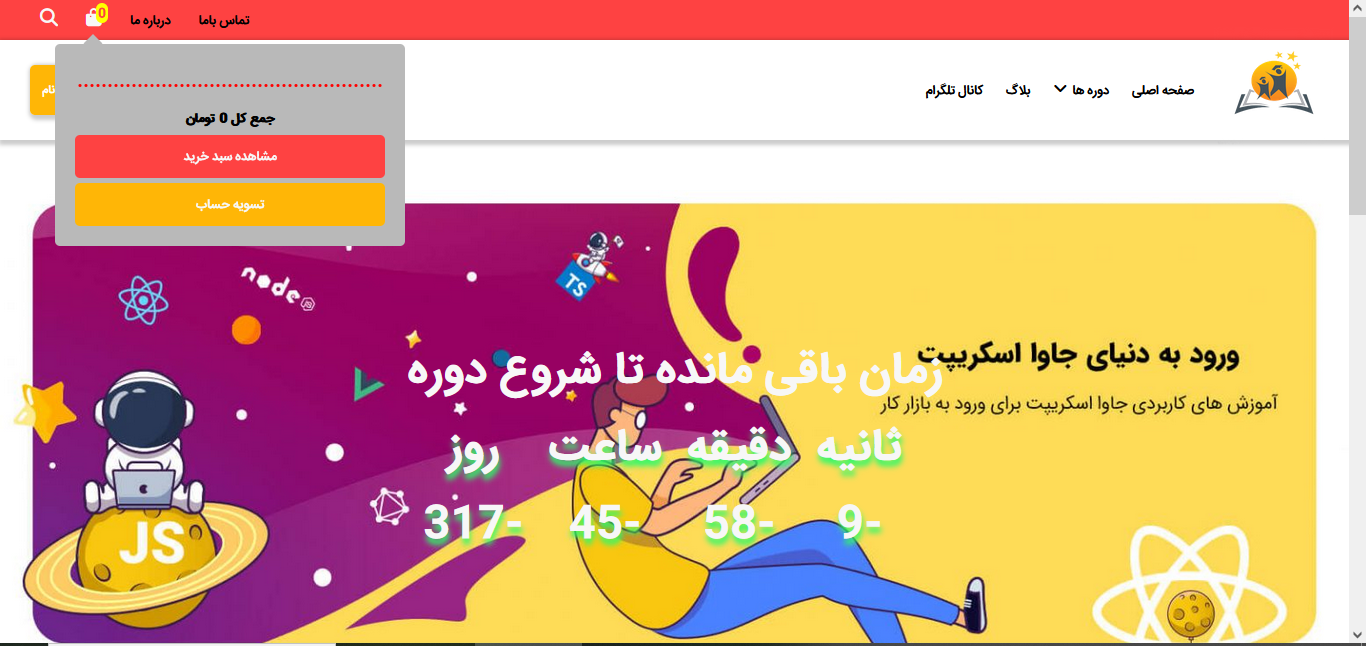 تماس باما
درباره ما
0
صفحه اصلی
دوره ها
بلاگ
کانال تلگرام
نام
جمع کل 0 تومان
مشاهده سبد خرید
تسویه حساب
node
JS
TS
ورود به دنیای جاوا اسکریپت
آموزش های کاربردی جاوا اسکریپت برای ورود به بازار کار
زمان باقی مانده تا شروع دوره
ثانیه دقیقه ساعت روز
-9 -58 -45 -317
JS